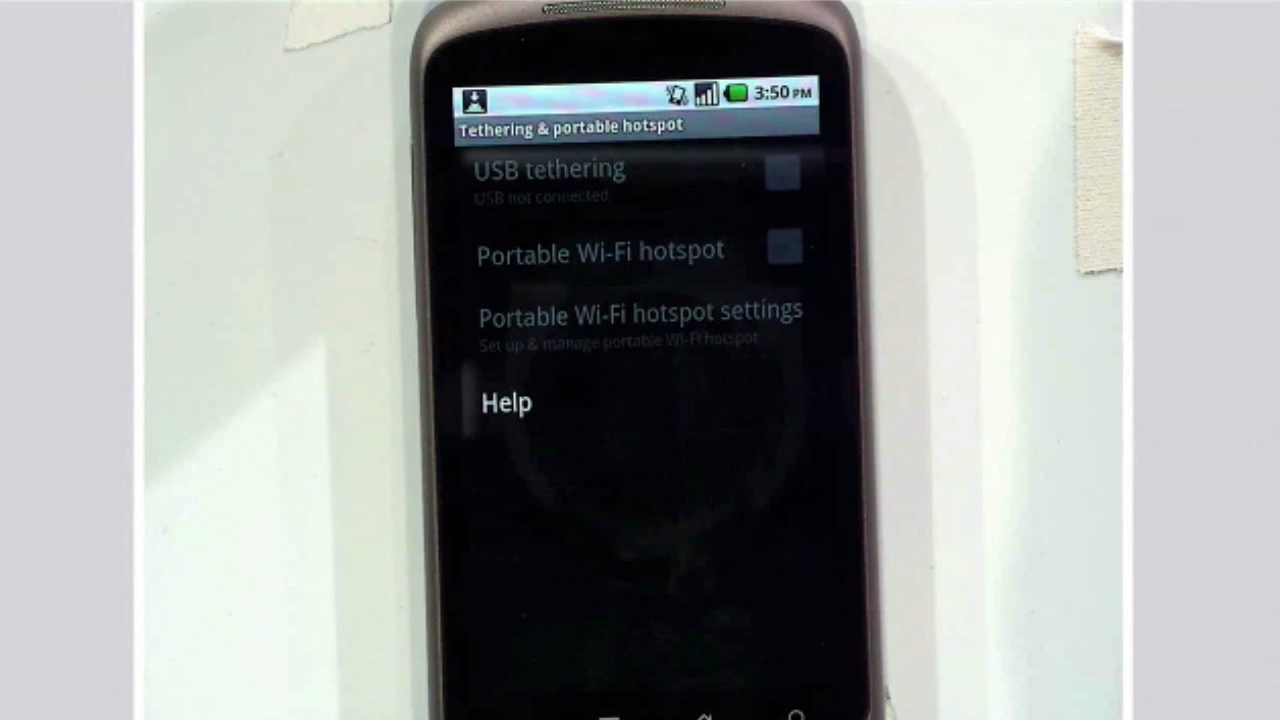 3:50 PM
Tethering & portable hotspot
USB tethering
USB not connected
Portable Wi-Fi hotspot
Portable Wi-Fi hotspot settings
Set up & manage portable Wi-Fi hotspot
Help